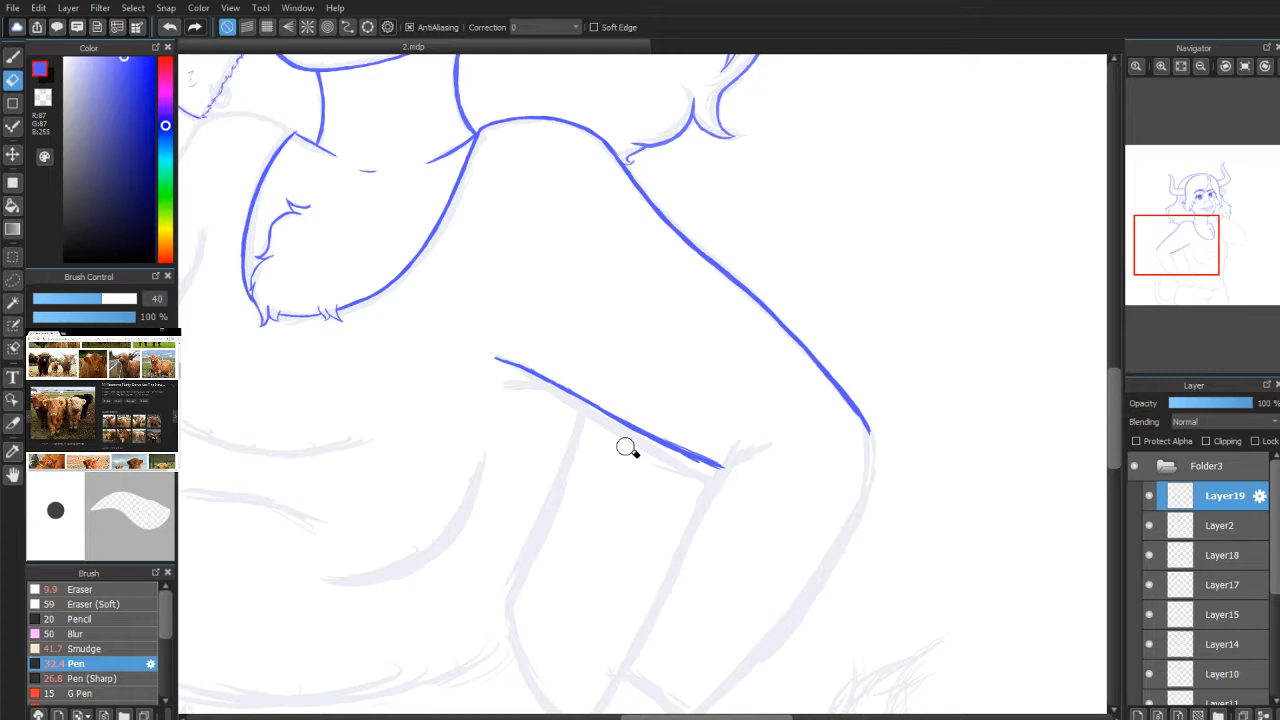 File Edit Layer Filter Select Snap Color View Tool Window Help
AntiAliasing Correction 0 Soft Edge
2.mdp
Color
R:87
G:87
B:255
Brush Control
40
100 %
Brush
9.9 Eraser
59 Eraser (Soft)
20 Pencil
50 Blur
41.7 Smudge
32.4 Pen
26.8 Pen (Sharp)
15 G Pen
Navigator
Layer
Opacity 100 %
Blending Normal
Protect Alpha Clipping Lock
Folder3
Layer19
Layer2
Layer18
Layer17
Layer15
Layer14
Layer10
Layer11